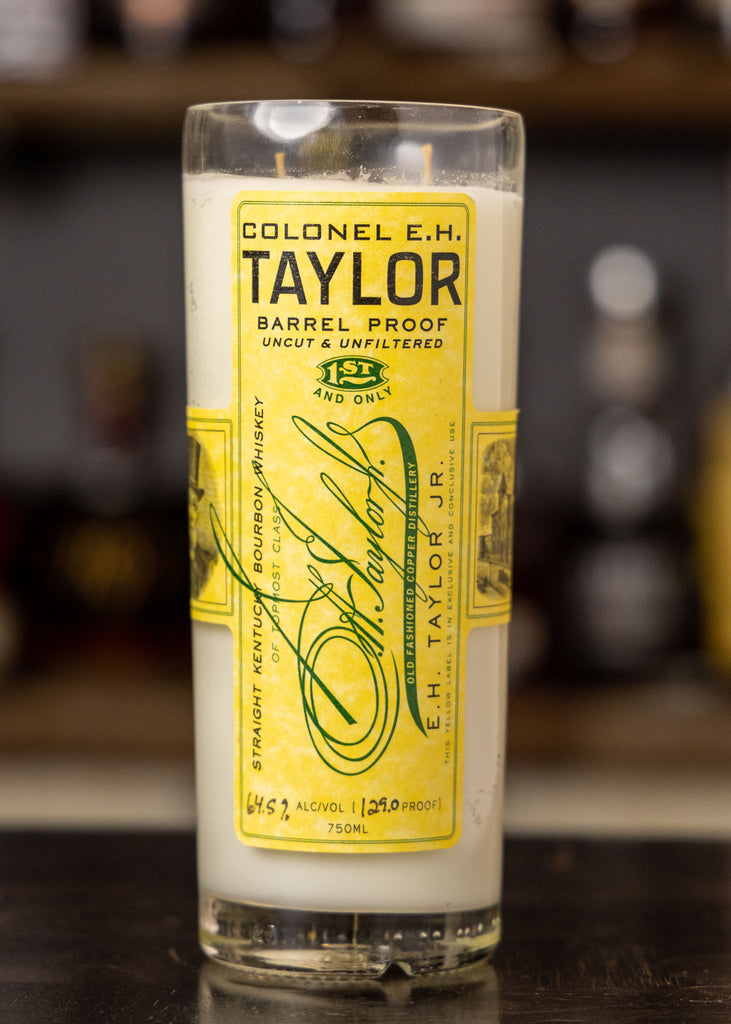 COLONEL E.H.
TAYLOR
BARREL PROOF
UNCUT & UNFILTERED
1ST
AND ONLY
STRAIGHT KENTUCKY BOURBON WHISKEY
OF TOPMOST CLASS
E.H. Taylor Jr.
OLD FASHIONED COPPER DISTILLERY
E.H. TAYLOR JR.
THIS YELLOW LABEL IS IN EXCLUSIVE AND CONCLUSIVE USE
64.5% ALC/VOL [129.0 PROOF]
750ML